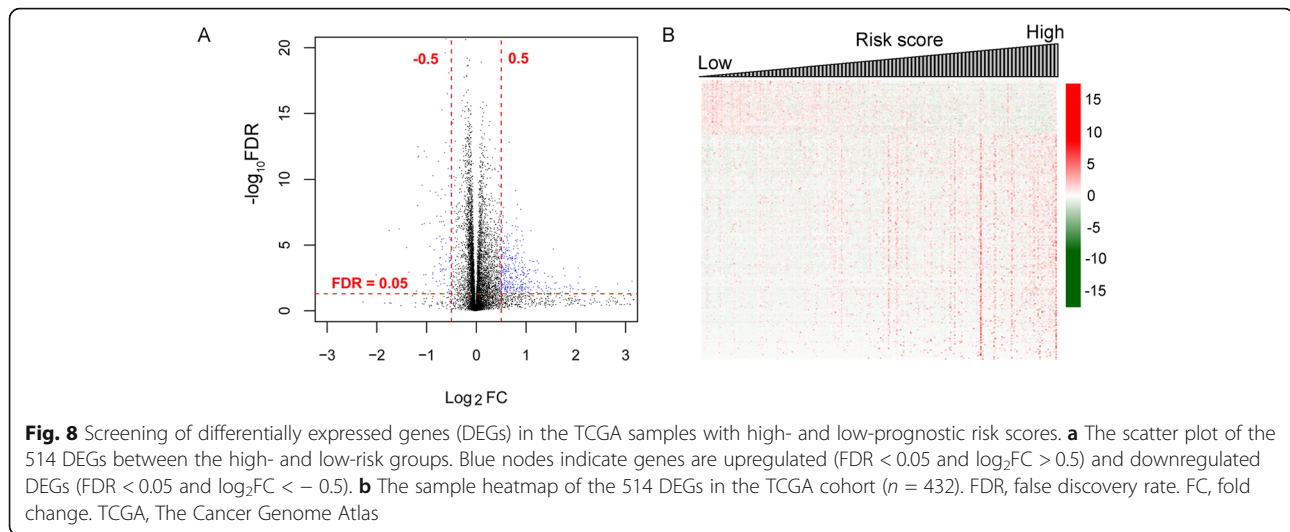 A
20
15
10
5
0
-log10FDR
-0.5
0.5
FDR = 0.05
−3 −2 −1 0 1 2 3
Log 2 FC
B
Risk score
Low
High
15
10
5
0
-5
-10
-15
Fig. 8 Screening of differentially expressed genes (DEGs) in the TCGA samples with high- and low-prognostic risk scores. a The scatter plot of the
514 DEGs between the high- and low-risk groups. Blue nodes indicate genes are upregulated (FDR < 0.05 and log2FC > 0.5) and downregulated
DEGs (FDR < 0.05 and log2FC < − 0.5). b The sample heatmap of the 514 DEGs in the TCGA cohort (n = 432). FDR, false discovery rate. FC, fold
change. TCGA, The Cancer Genome Atlas